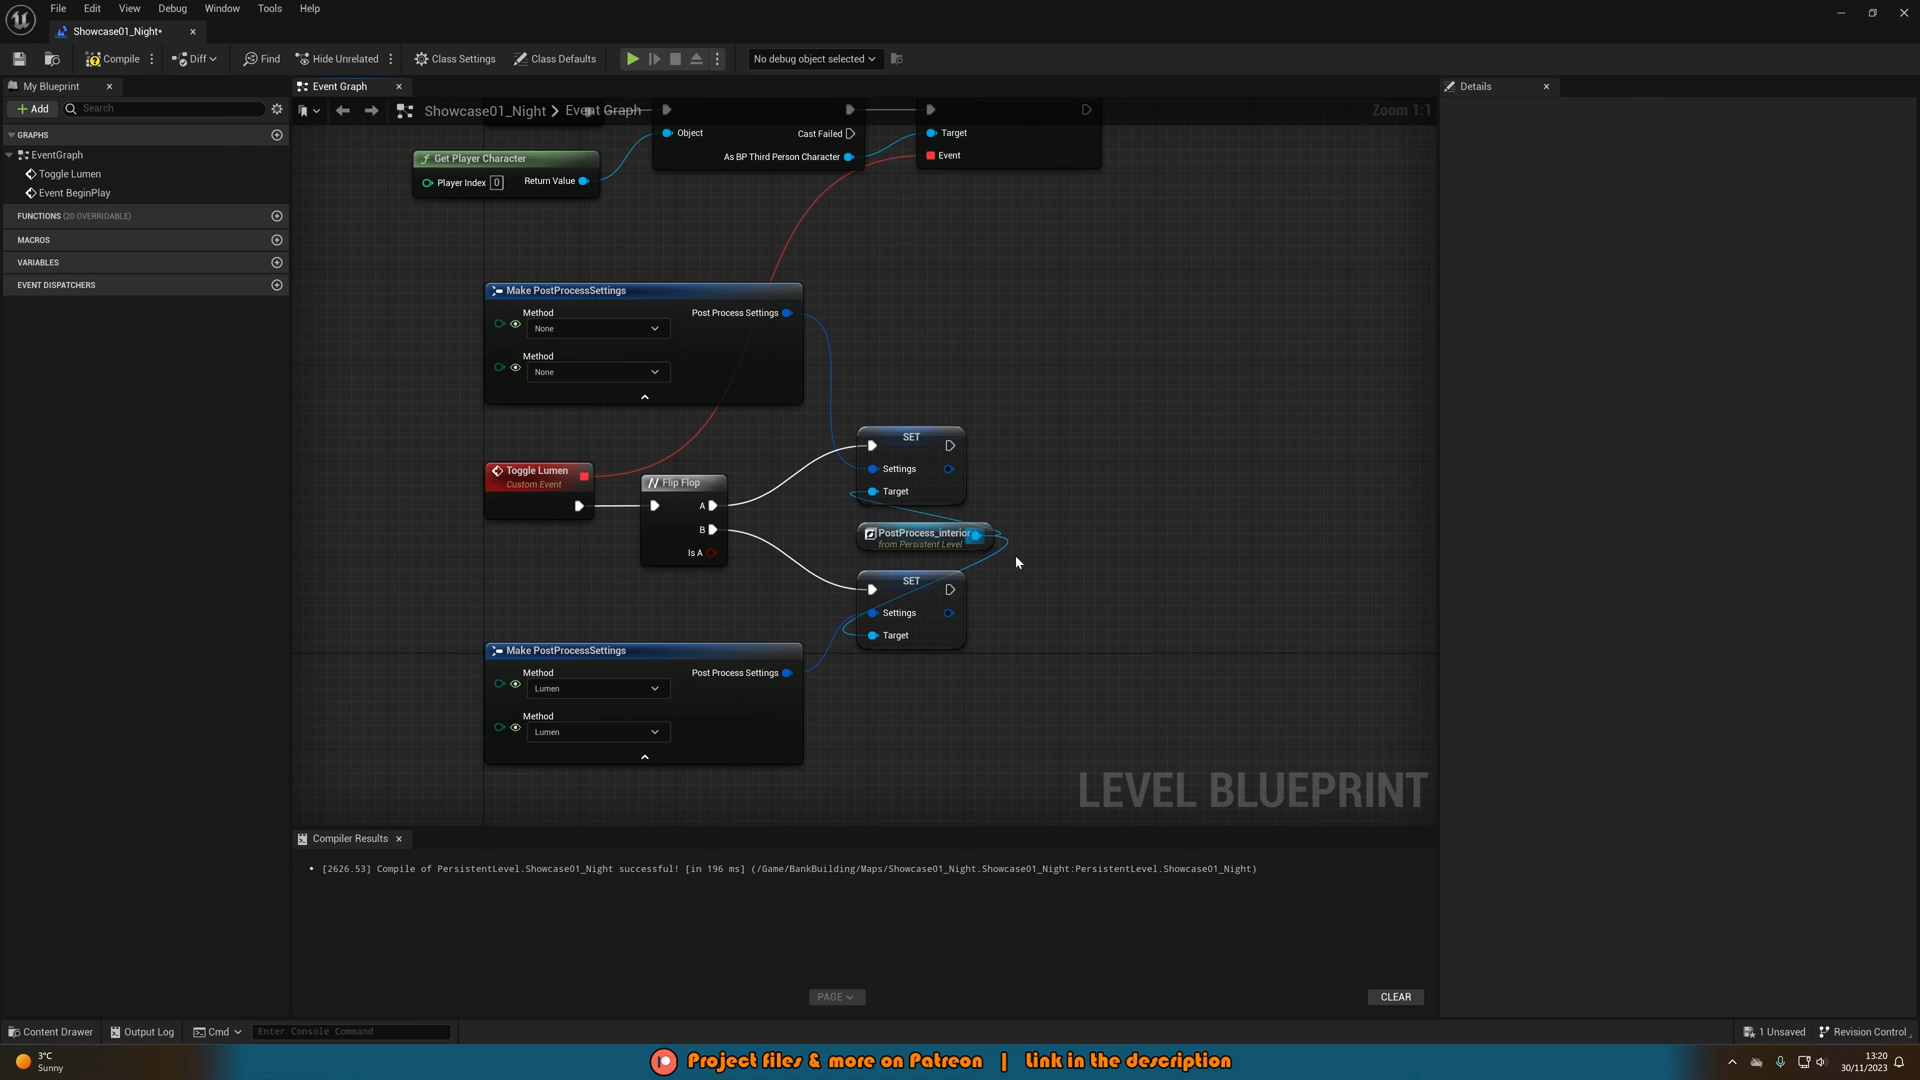 File Edit View Debug Window Tools Help
Showcase01_Night*
Compile Diff Find Hide Unrelated Class Settings Class Defaults No debug object selected
My Blueprint
Add Search
GRAPHS
EventGraph
Toggle Lumen
Event BeginPlay
FUNCTIONS (20 OVERRIDABLE)
MACROS
VARIABLES
EVENT DISPATCHERS
Event Graph
Showcase01_Night > Event Graph
Zoom 1:1
Get Player Character
Player Index 0 Return Value
Object Cast Failed
As BP Third Person Character
Target
Event
Make PostProcessSettings
Method Post Process Settings
None
Method
None
Toggle Lumen
Custom Event
Flip Flop
A
B
Is A
SET
Settings
Target
PostProcess_interior
from Persistent Level
SET
Settings
Target
Make PostProcessSettings
Method Post Process Settings
Lumen
Method
Lumen
LEVEL BLUEPRINT
Details
Compiler Results
[2626.53] Compile of PersistentLevel.Showcase01_Night successful! [in 196 ms] (/Game/BankBuilding/Maps/Showcase01_Night.Showcase01_Night:PersistentLevel.Showcase01_Night)
PAGE
CLEAR
Content Drawer Output Log Cmd Enter Console Command
1 Unsaved Revision Control
3°C
Sunny
Project files & more on Patreon | Link in the description
13:20
30/11/2023